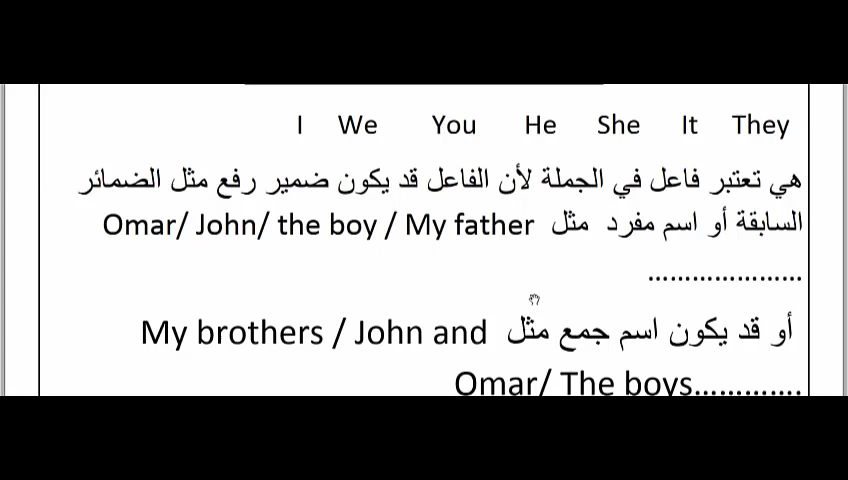 I We You He She It They
هي تعتبر فاعل في الجملة لأن الفاعل قد يكون ضمير رفع مثل الضمائر
السابقة أو اسم مفرد مثل Omar/ John/ the boy / My father
.....................
أو قد يكون اسم جمع مثل My brothers / John and
Omar/ The boys.............